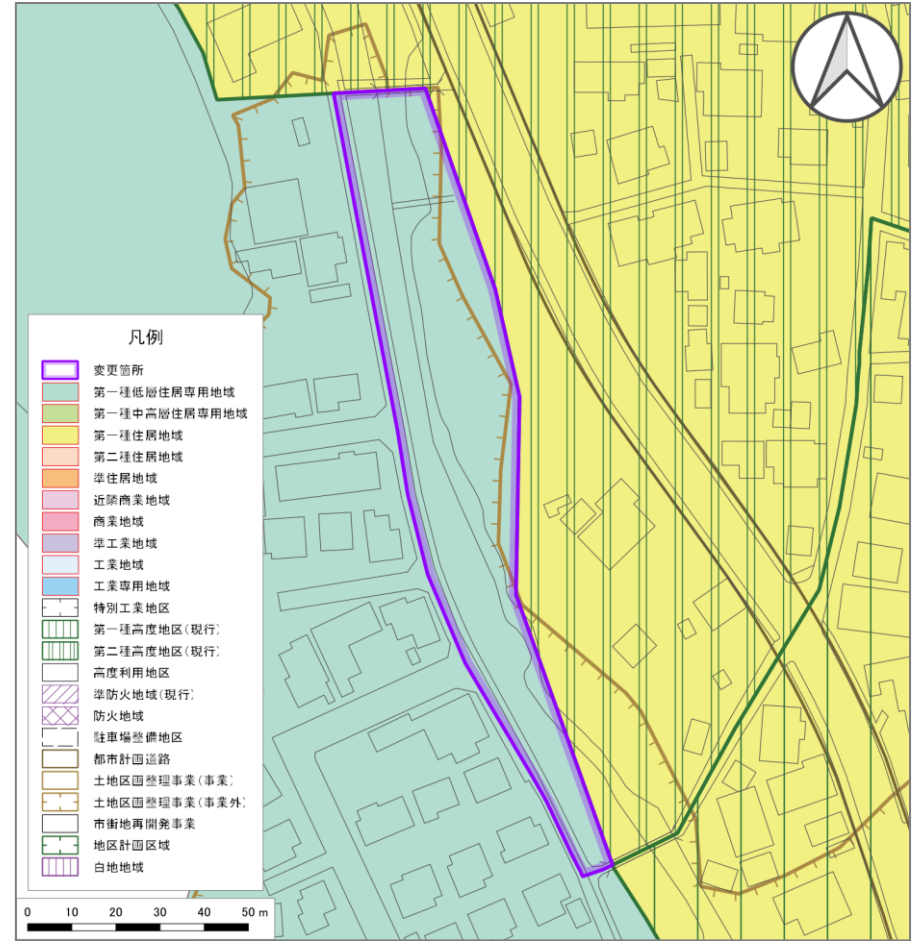 凡例
変更箇所
第一種低層住居専用地域
第一種中高層住居専用地域
第一種住居地域
第二種住居地域
準住居地域
近隣商業地域
商業地域
準工業地域
工業地域
工業専用地域
特別工業地区
第一種高度地区(現行)
第二種高度地区(現行)
高度利用地区
準防火地域(現行)
防火地域
駐車場整備地区
都市計画道路
土地区画整理事業(事業)
土地区画整理事業(事業外)
市街地再開発事業
地区計画区域
白地地域
0 10 20 30 40 50 m